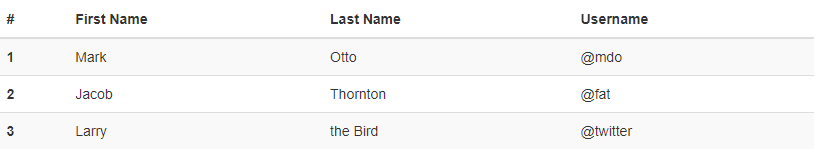 # First Name Last Name Username
1 Mark Otto @mdo
2 Jacob Thornton @fat
3 Larry the Bird @twitter